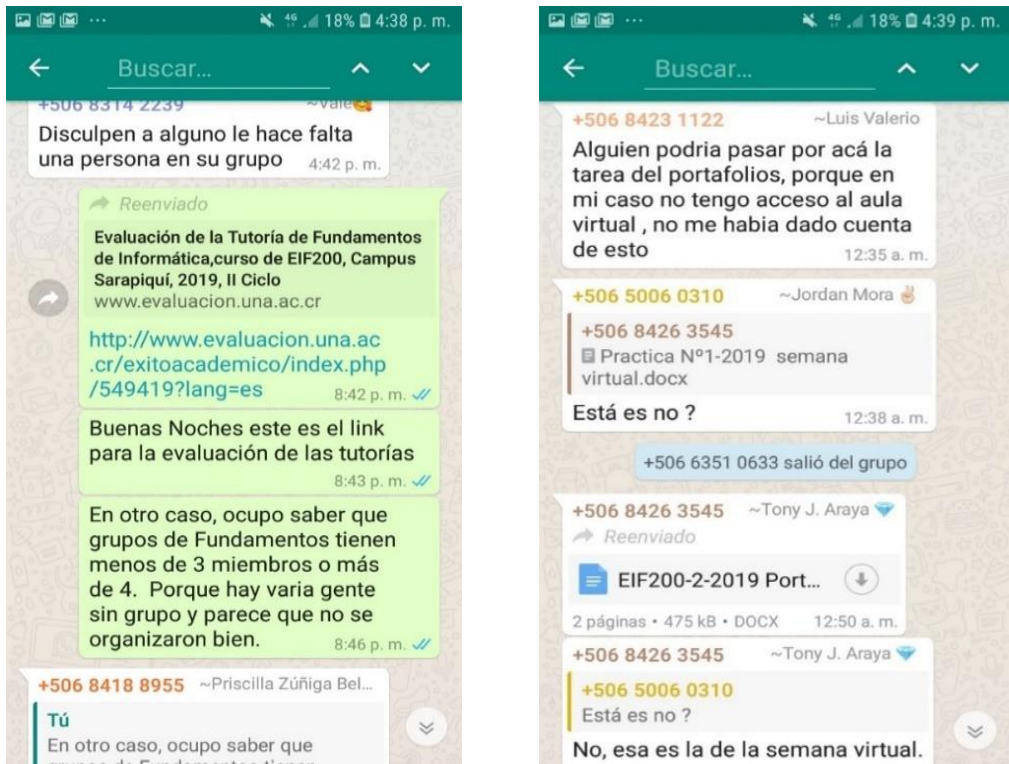 18% 4:38 p. m.
Buscar...
+506 8314 2239 ~Vale
Disculpen a alguno le hace falta
una persona en su grupo 4:42 p. m.
Reenviado
Evaluación de la Tutoría de Fundamentos
de Informática,curso de EIF200, Campus
Sarapiquí, 2019, II Ciclo
www.evaluacion.una.ac.cr
http://www.evaluacion.una.ac
.cr/exitoacademico/index.php
/549419?lang=es 8:42 p. m.
Buenas Noches este es el link
para la evaluación de las tutorías
8:43 p. m.
En otro caso, ocupo saber que
grupos de Fundamentos tienen
menos de 3 miembros o más
de 4. Porque hay varia gente
sin grupo y parece que no se
organizaron bien. 8:46 p. m.
+506 8418 8955 ~Priscilla Zúñiga Bel...
Tú
En otro caso, ocupo saber que
grupos de Fundamentos tienen
4G 18% 4:39 p. m.
Buscar...
+506 8423 1122 ~Luis Valerio
Alguien podria pasar por acá la
tarea del portafolios, porque en
mi caso no tengo acceso al aula
virtual , no me habia dado cuenta
de esto 12:35 a. m.
+506 5006 0310 ~Jordan Mora ✌
+506 8426 3545
Practica Nº1-2019 semana
virtual.docx
Está es no ? 12:38 a. m.
+506 6351 0633 salió del grupo
+506 8426 3545 ~Tony J. Araya 💎
Reenviado
EIF200-2-2019 Port...
2 páginas • 475 kB • DOCX 12:50 a. m.
+506 8426 3545 ~Tony J. Araya 💎
+506 5006 0310
Está es no ?
No, esa es la de la semana virtual.